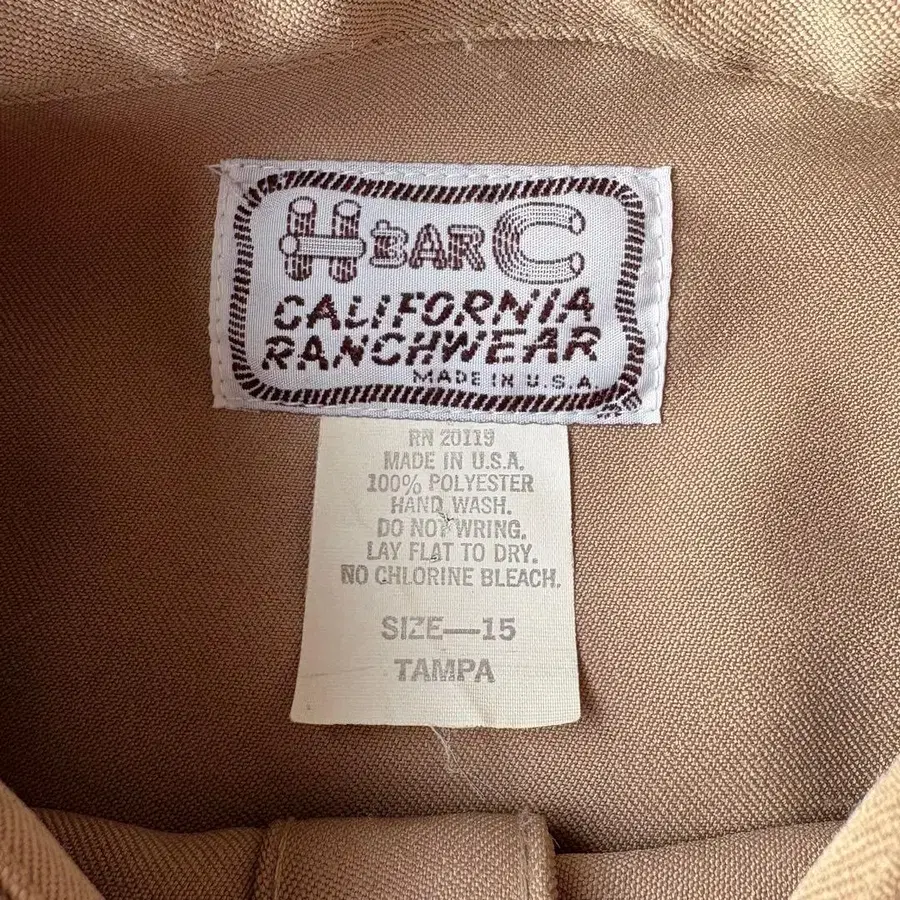 H BAR C
CALIFORNIA
RANCHWEAR
MADE IN U.S.A.
RN 20119
MADE IN U.S.A.
100% POLYESTER
HAND WASH.
DO NOT WRING.
LAY FLAT TO DRY.
NO CHLORINE BLEACH.
SIZE—15
TAMPA